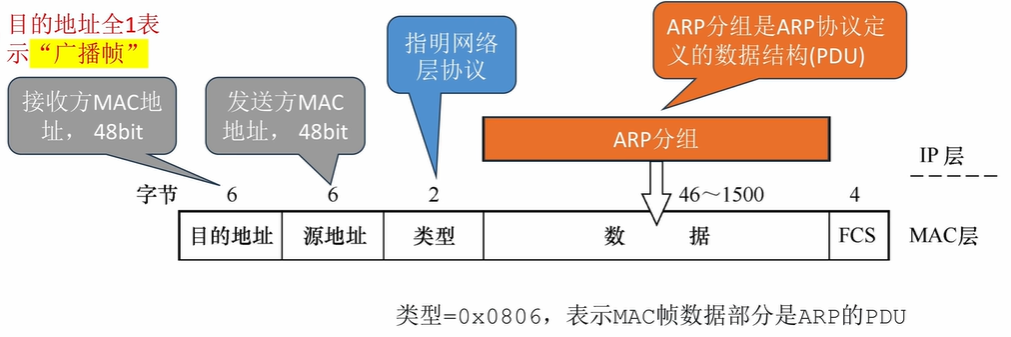 目的地址全1表
示“广播帧”
接收方MAC地
址， 48bit
发送方MAC
地址，48bit
指明网络
层协议
ARP分组是ARP协议定
义的数据结构(PDU)
ARP分组
IP 层
字节 6 6 2 46～1500 4
目的地址 源地址 类型 数 据 FCS MAC层
类型=0x0806，表示MAC帧数据部分是ARP的PDU